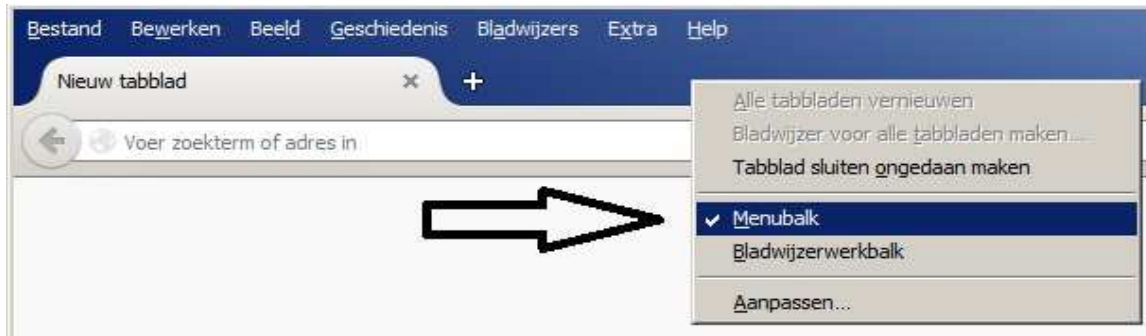 Bestand Bewerken Beeld Geschiedenis Bladwijzers Extra Help
Nieuw tabblad
Voer zoekterm of adres in
Alle tabbladen vernieuwen
Bladwijzer voor alle tabbladen maken...
Tabblad sluiten ongedaan maken
Menubalk
Bladwijzerwerkbalk
Aanpassen...